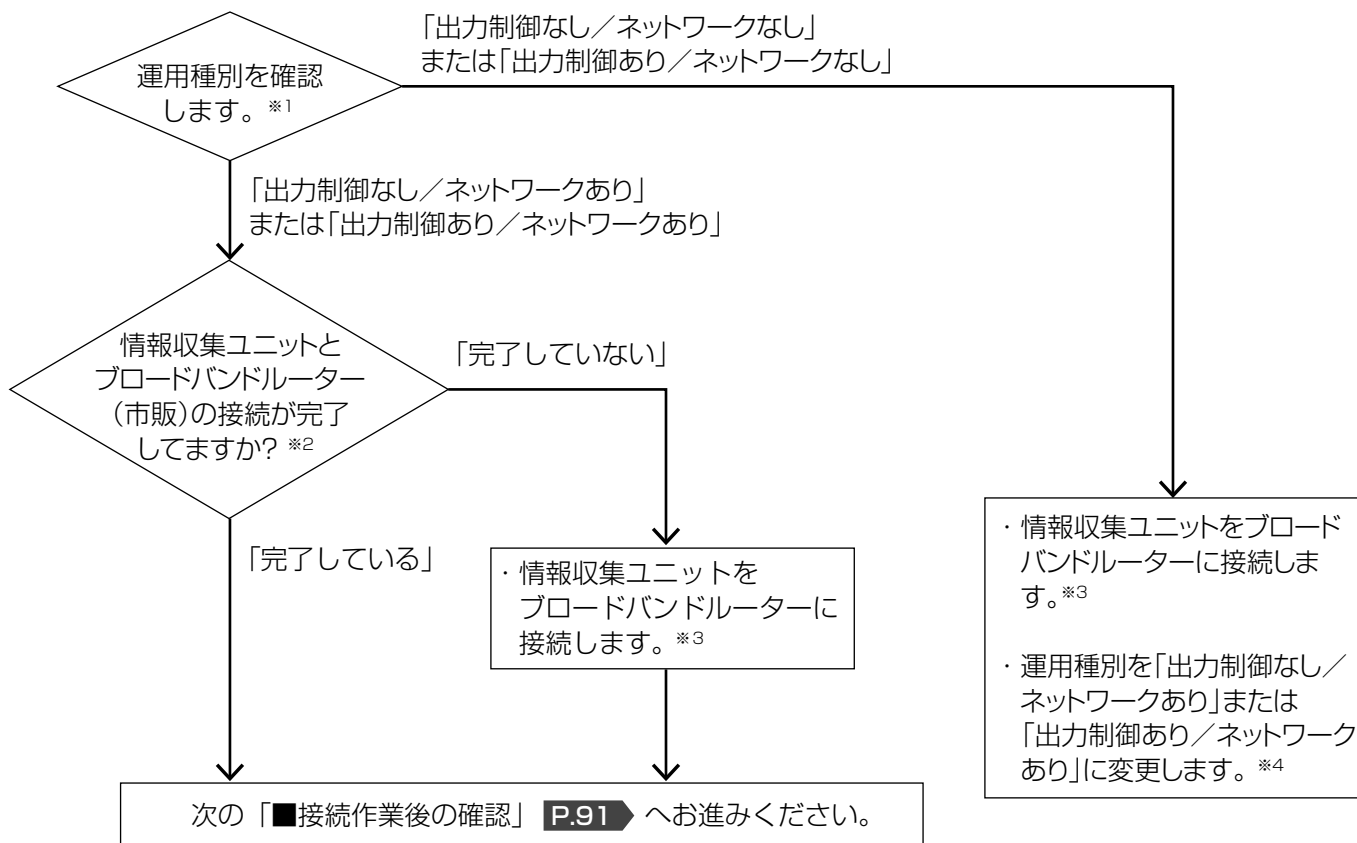 「出力制御なし／ネットワークなし」
または「出力制御あり／ネットワークなし」
運用種別を確認
します。※1
「出力制御なし／ネットワークあり」
または「出力制御あり／ネットワークあり」
情報収集ユニットと
ブロードバンドルーター
（市販）の接続が完了
してますか？※2
「完了していない」
「完了している」
・情報収集ユニットを
ブロードバンドルーターに
接続します。※3
・情報収集ユニットをブロード
バンドルーターに接続しま
す。※3
・運用種別を「出力制御なし／
ネットワークあり」または
「出力制御あり／ネットワーク
あり」に変更します。※4
次の「■接続作業後の確認」 P.91 へお進みください。